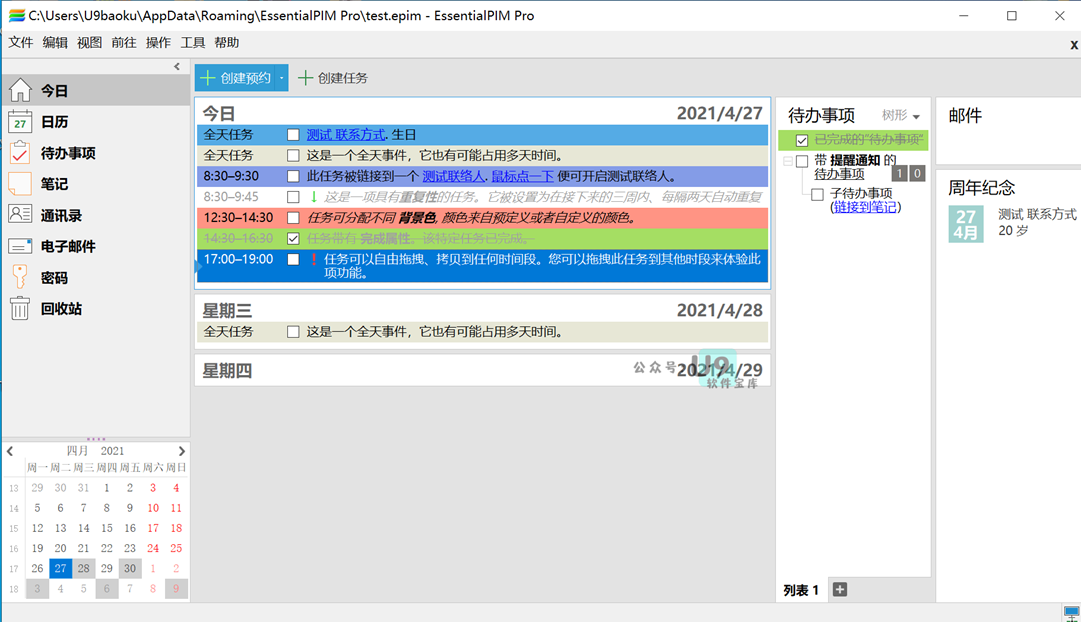 C:\Users\U9baoku\AppData\Roaming\EssentialPIM Pro\test.epim - EssentialPIM Pro
文件 编辑 视图 前往 操作 工具 帮助
x
今日
27
日历
待办事项
笔记
通讯录
电子邮件
密码
回收站
四月 2021
周一 周二 周三 周四 周五 周六 周日
13 29 30 31 1 2 3 4
14 5 6 7 8 9 10 11
15 12 13 14 15 16 17 18
16 19 20 21 22 23 24 25
17 26 27 28 29 30 1 2
18 3 4 5 6 7 8 9
创建预约 创建任务
今日 2021/4/27
全天任务 测试 联系方式. 生日
全天任务 这是一个全天事件，它也有可能占用多天时间。
8:30–9:30 此任务被链接到一个 测试联络人. 鼠标点一下 便可开启测试联络人。
8:30–9:45 这是一项具有重复性的任务。它被设置为在接下来的三周内、每隔两天自动重复
12:30–14:30 任务可分配不同 背景色, 颜色来自预定义或者自定义的颜色。
14:30–16:30 任务带有 完成属性。该特定任务已完成。
17:00–19:00 任务可以自由拖拽、拷贝到任何时间段。您可以拖拽此任务到其他时段来体验此
项功能。
星期三 2021/4/28
全天任务 这是一个全天事件，它也有可能占用多天时间。
星期四 2021/4/29
公众号 U9
软件宝库
待办事项 树形
已完成的“待办事项”
带 提醒通知 的
待办事项 1 0
子待办事项
(链接到笔记)
列表 1
邮件
周年纪念
27
4月
测试 联系方式
20 岁